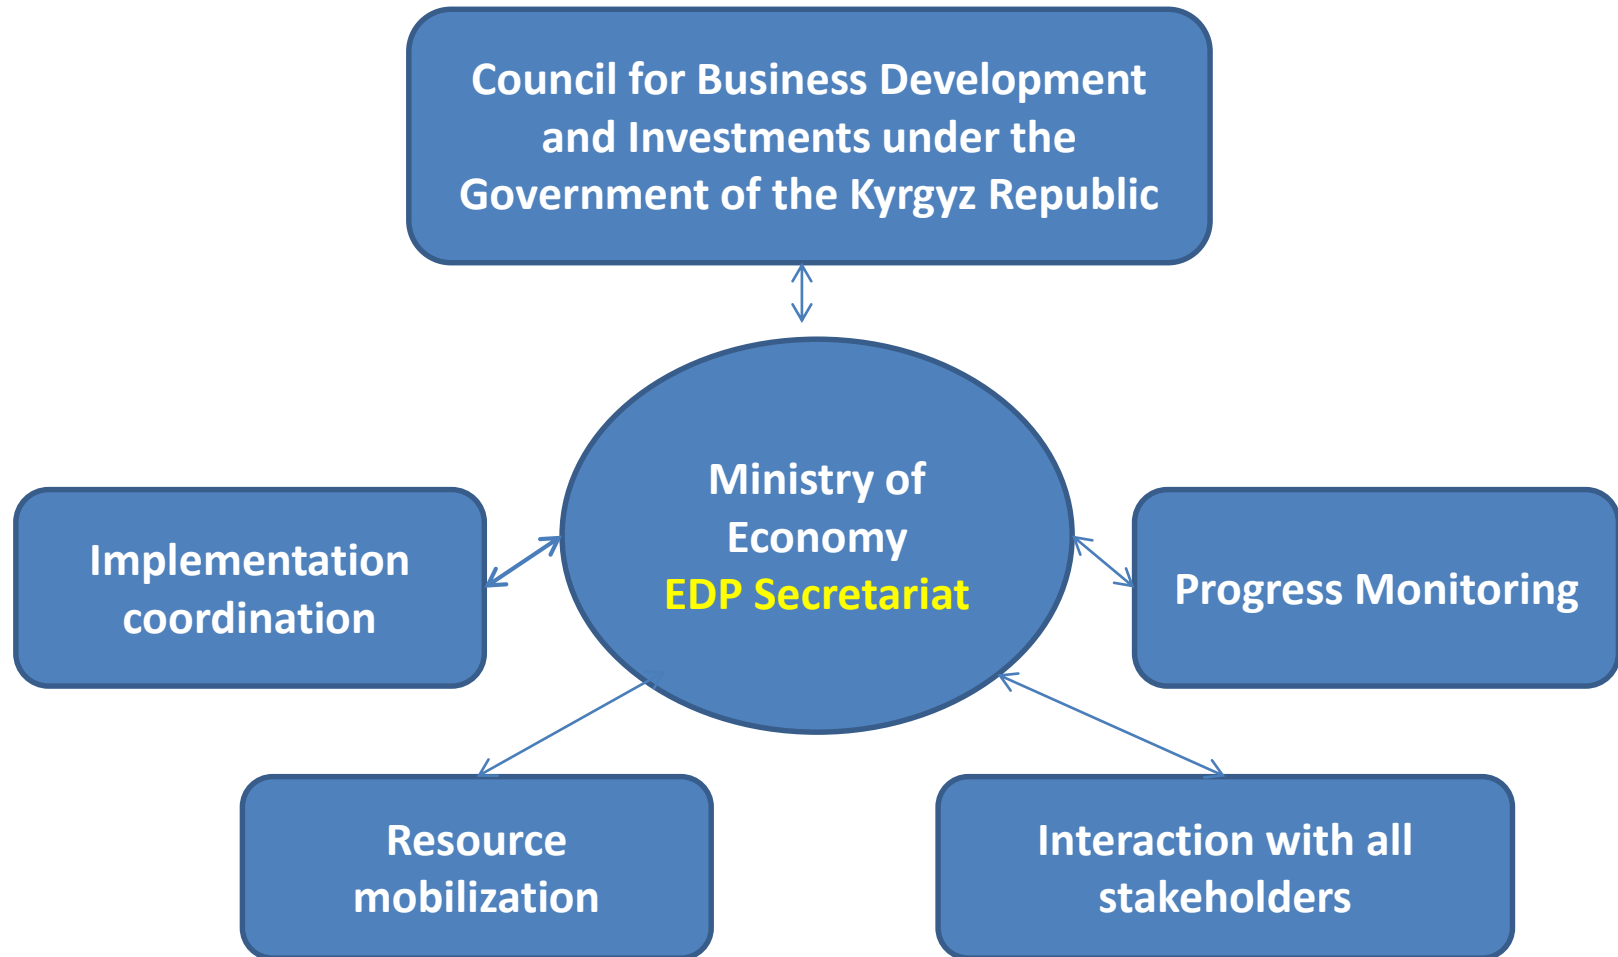 Council for Business Development
and Investments under the
Government of the Kyrgyz Republic
Ministry of
Economy
EDP Secretariat
Implementation
coordination
Progress Monitoring
Resource
mobilization
Interaction with all
stakeholders